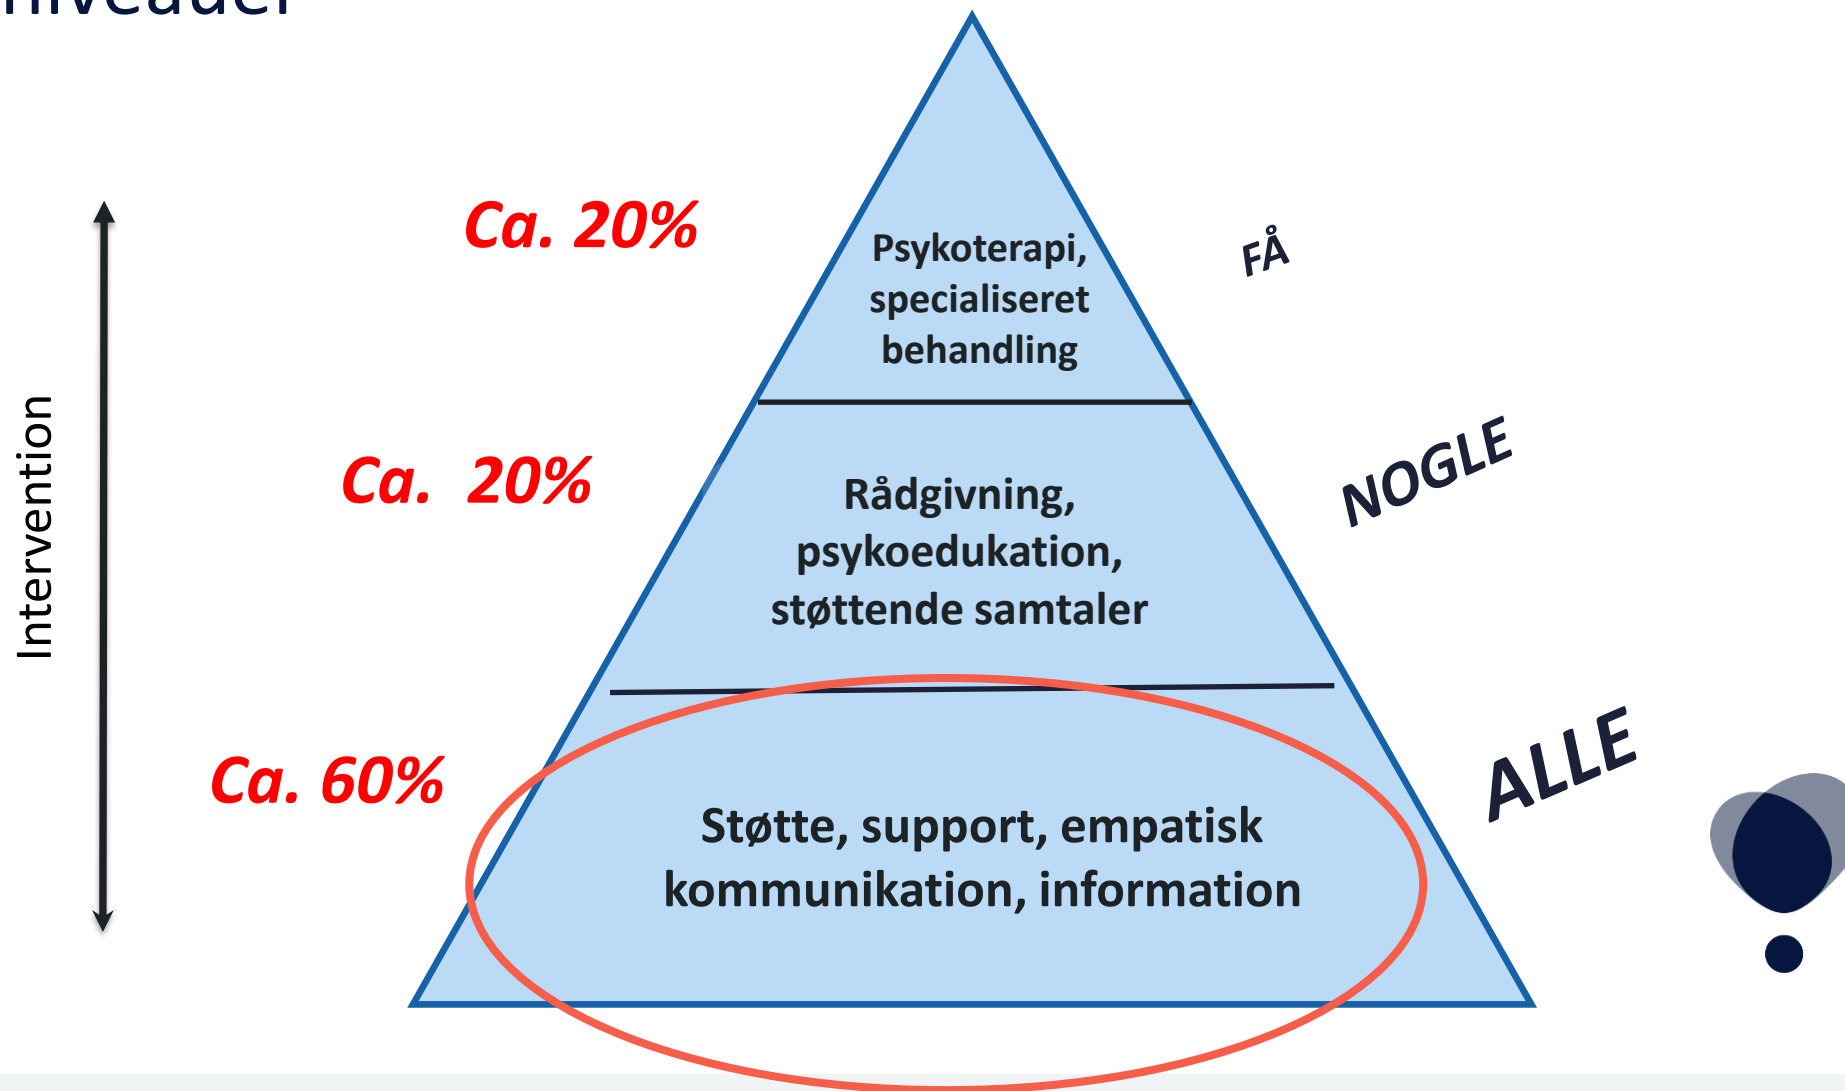 niveauer
Ca. 20%
Psykoterapi,
specialiseret
behandling
FÅ
Intervention
Ca. 20%
Rådgivning,
psykoedukation,
støttende samtaler
NOGLE
Ca. 60%
Støtte, support, empatisk
kommunikation, information
ALLE